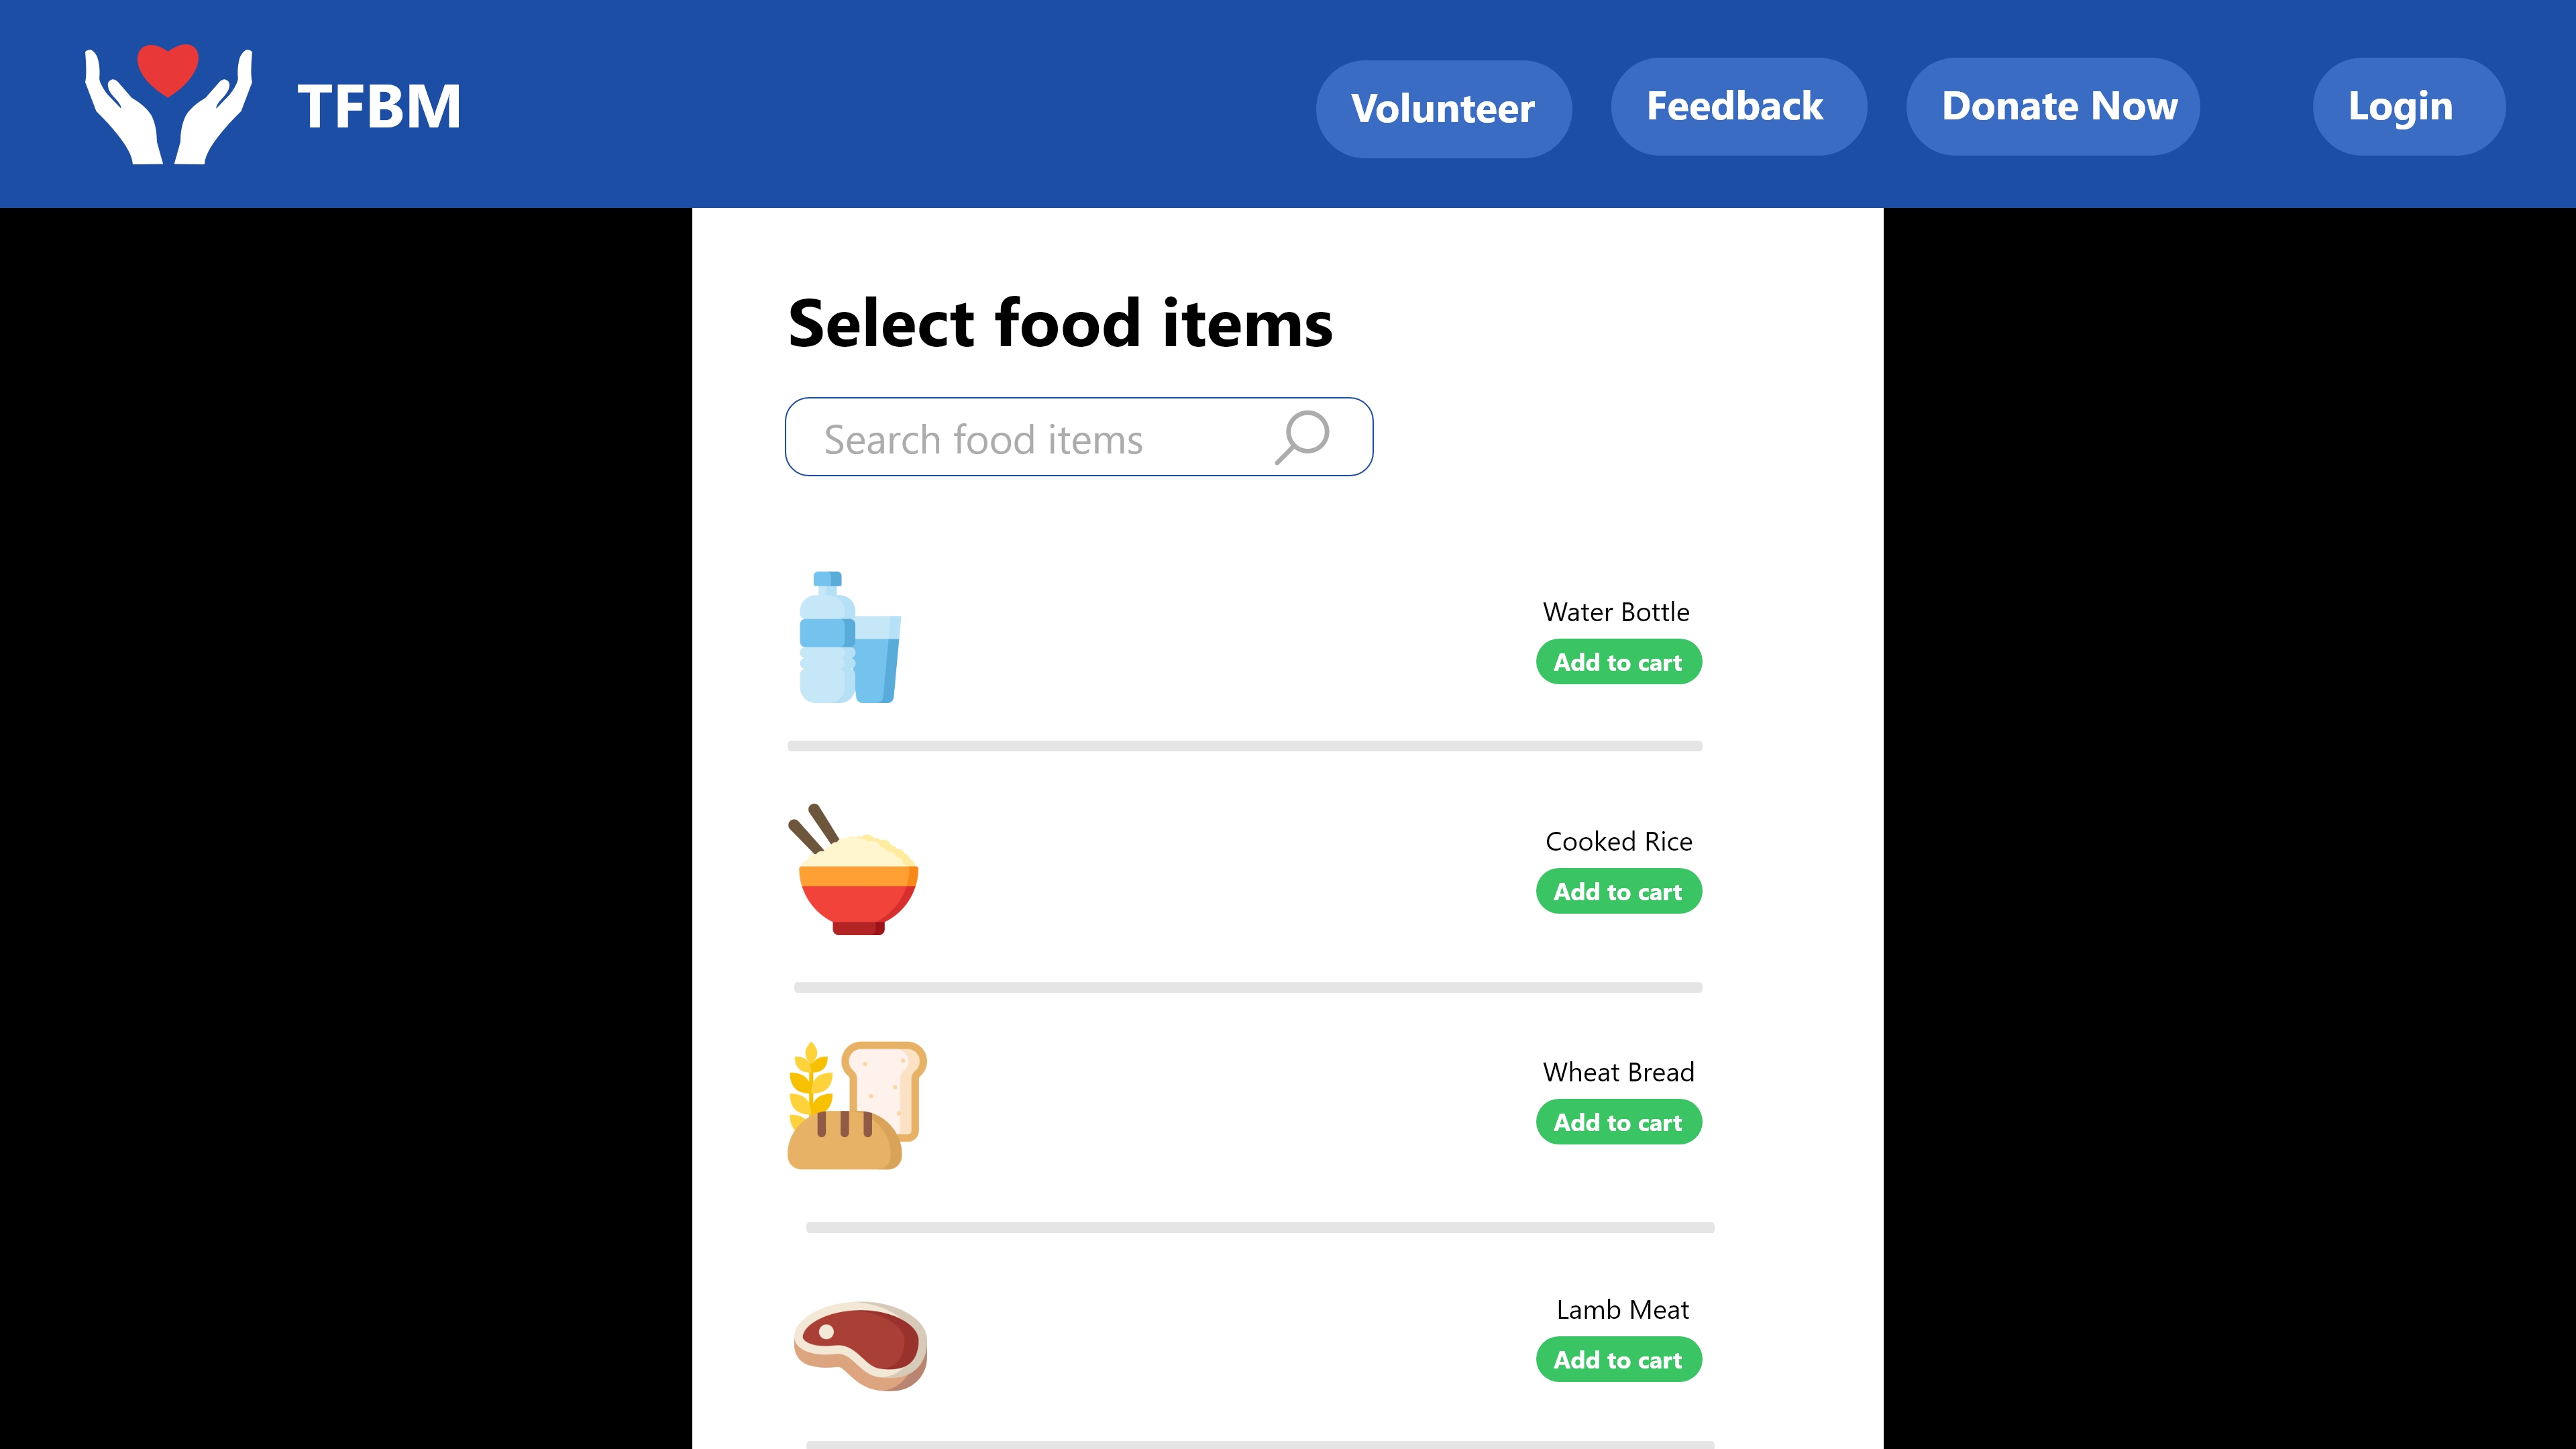 TFBM
Volunteer
Feedback
Donate Now
Login
Select food items
Search food items
Water Bottle
Add to cart
Cooked Rice
Add to cart
Wheat Bread
Add to cart
Lamb Meat
Add to cart